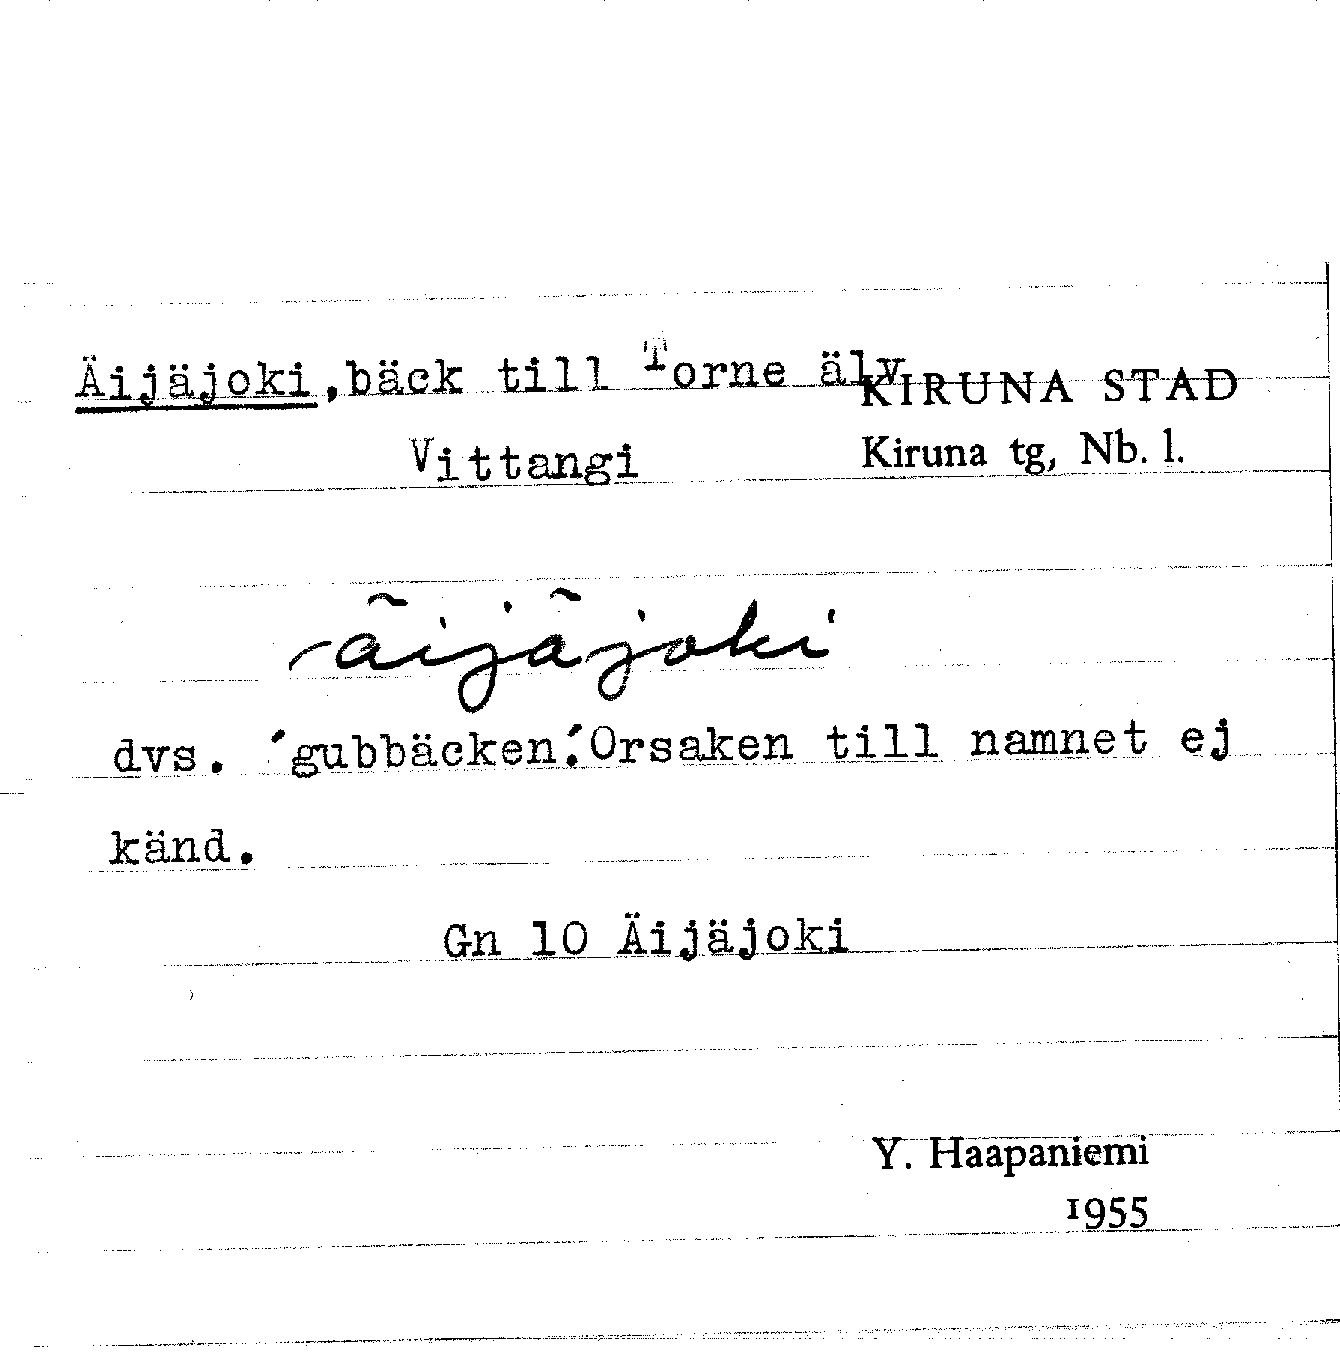 Äijäjoki, bäck till Torne älv
KIRUNA STAD
Vittangi
Kiruna tg, Nb. l.
äijäjoki
dvs. 'gubbäcken'. Orsaken till namnet ej
känd.
Gn 10 Äijäjoki
Y. Haapaniemi
1955